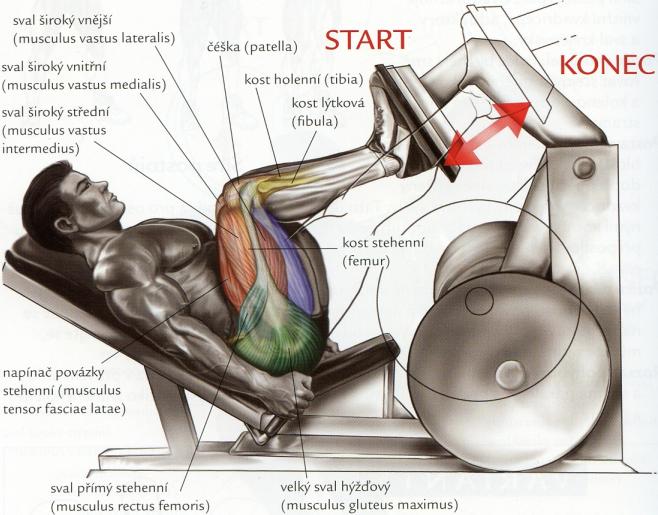 sval široký vnější
(musculus vastus lateralis)
sval široký vnitřní
(musculus vastus medialis)
sval široký střední
(musculus vastus
intermedius)
čéška (patella)
kost holenní (tibia)
kost lýtková
(fibula)
START
KONEC
kost stehenní
(femur)
napínač povázky
stehenní (musculus
tensor fasciae latae)
sval přímý stehenní
(musculus rectus femoris)
velký sval hýžďový
(musculus gluteus maximus)